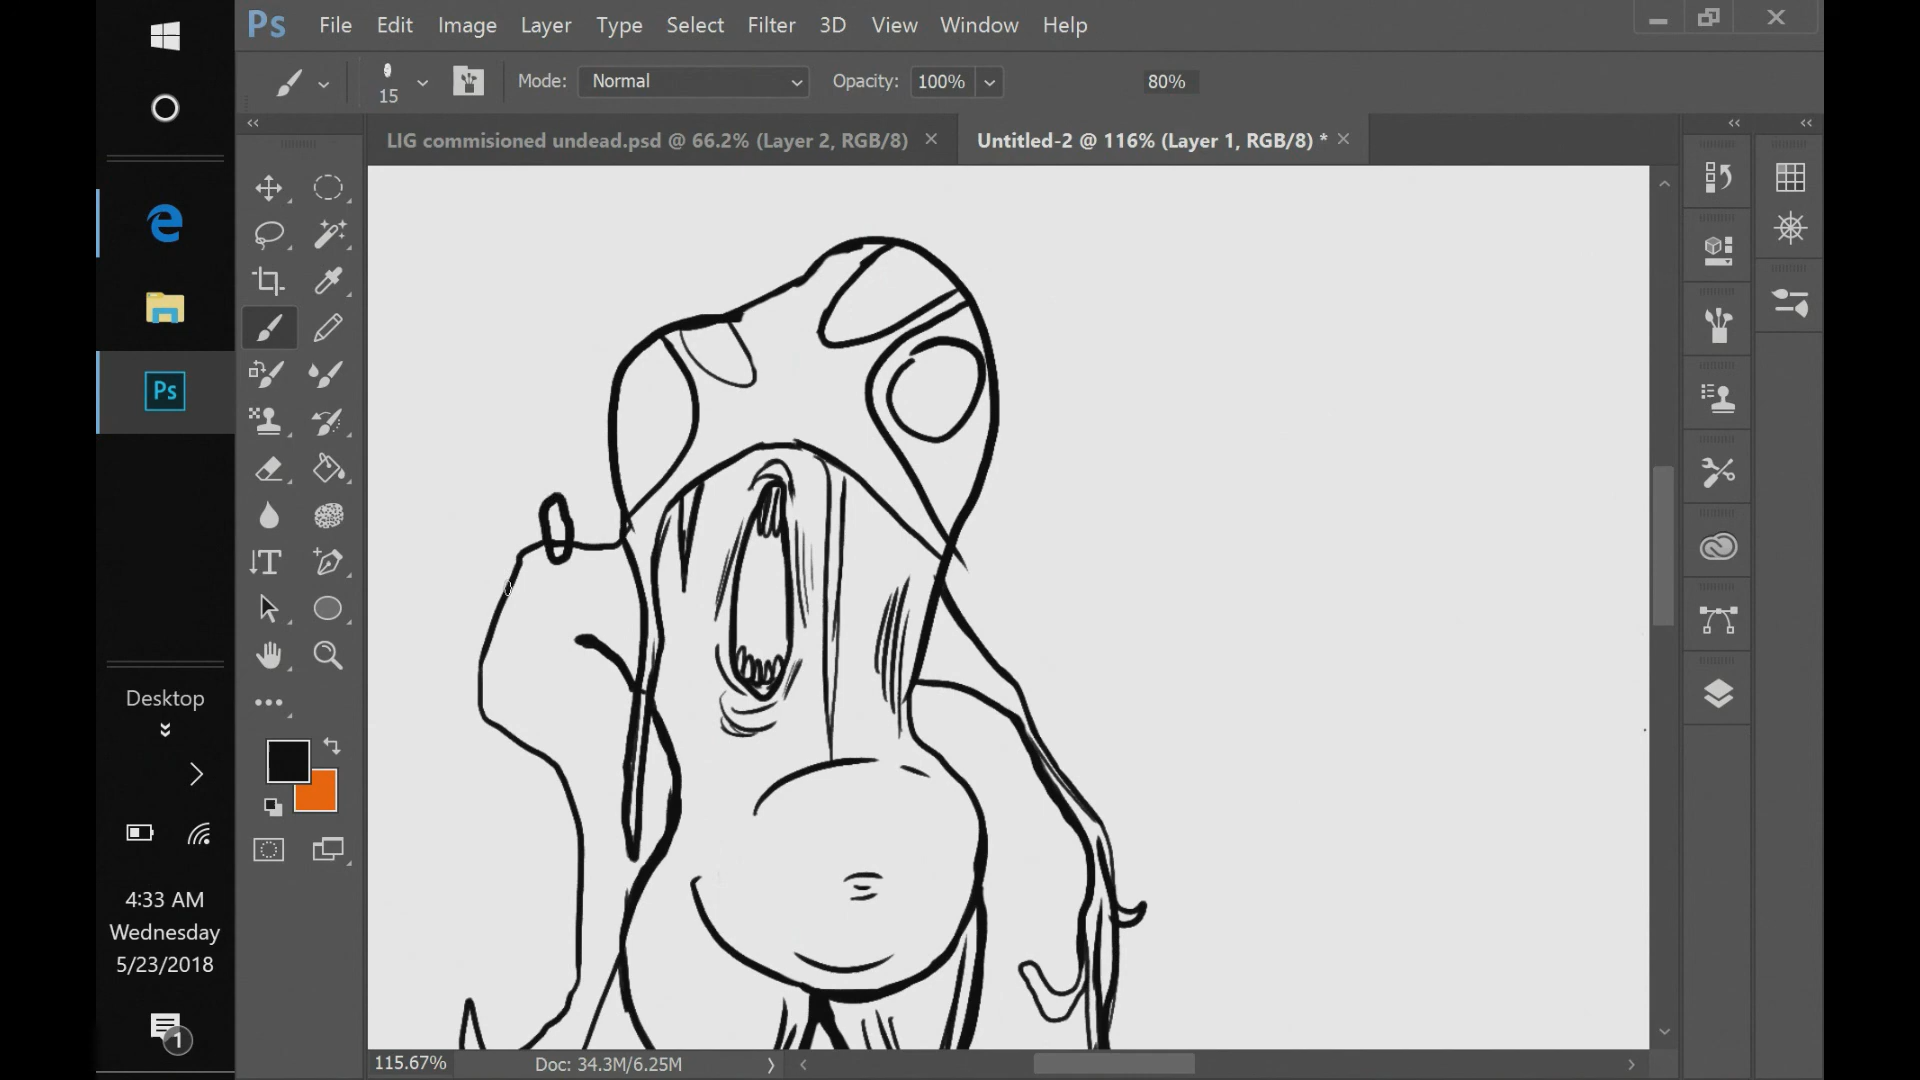 Ps File Edit Image Layer Type Select Filter 3D View Window Help
15 Mode: Normal Opacity: 100% 80%
LIG commisioned undead.psd @ 66.2% (Layer 2, RGB/8) Untitled-2 @ 116% (Layer 1, RGB/8) *
Ps
Desktop
4:33 AM
Wednesday
5/23/2018
1
115.67% Doc: 34.3M/6.25M